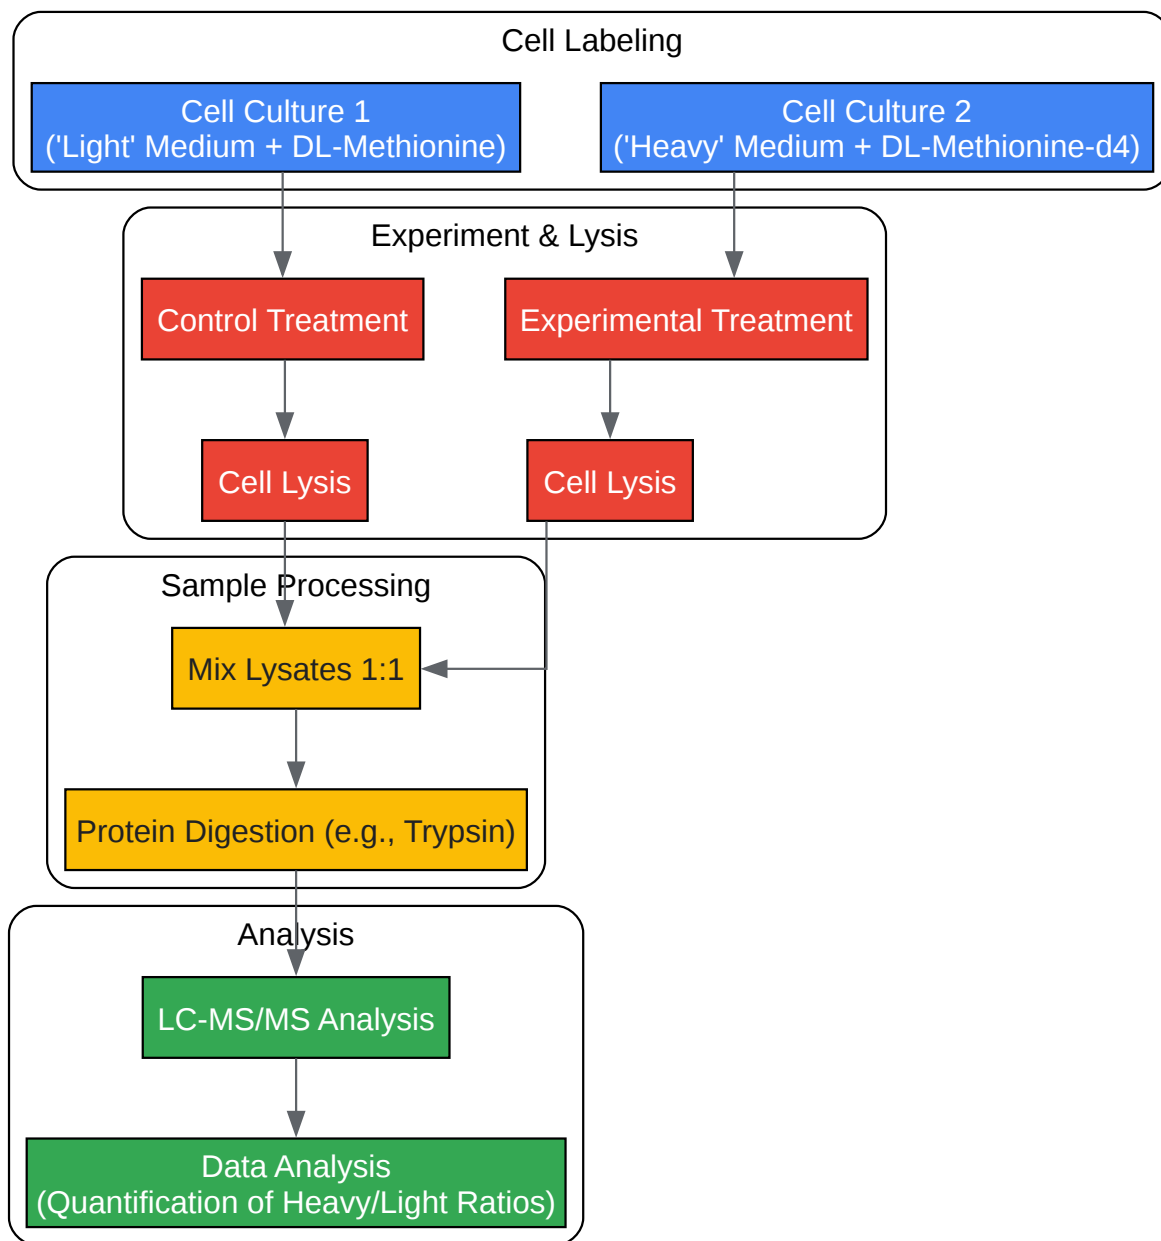 Cell Labeling
Cell Culture 1
('Light' Medium + DL-Methionine)
Cell Culture 2
('Heavy' Medium + DL-Methionine-d4)
Experiment & Lysis
Control Treatment
Experimental Treatment
Cell Lysis
Cell Lysis
Sample Processing
Mix Lysates 1:1
Protein Digestion (e.g., Trypsin)
Analysis
LC-MS/MS Analysis
Data Analysis
(Quantification of Heavy/Light Ratios)